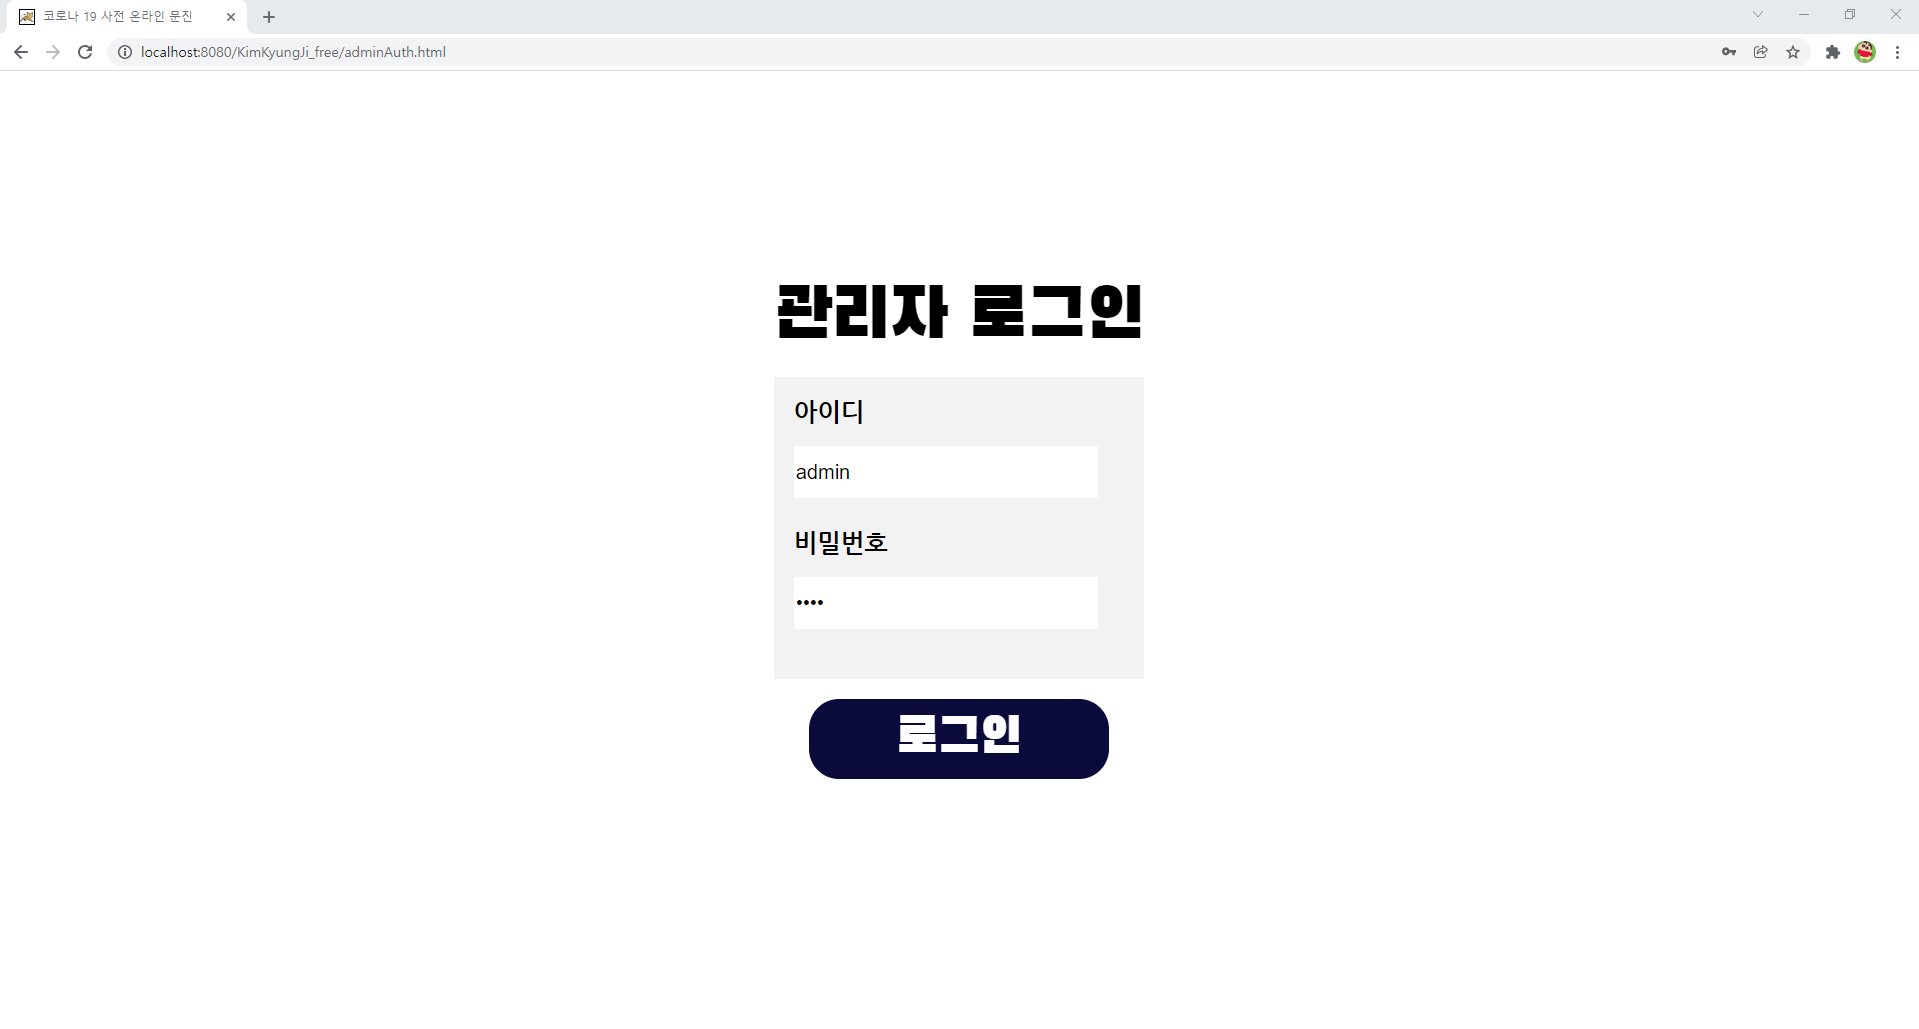 코로나 19 사전 온라인 문진
localhost:8080/KimKyungJi_free/adminAuth.html
관리자 로그인
아이디
admin
비밀번호
••••
로그인